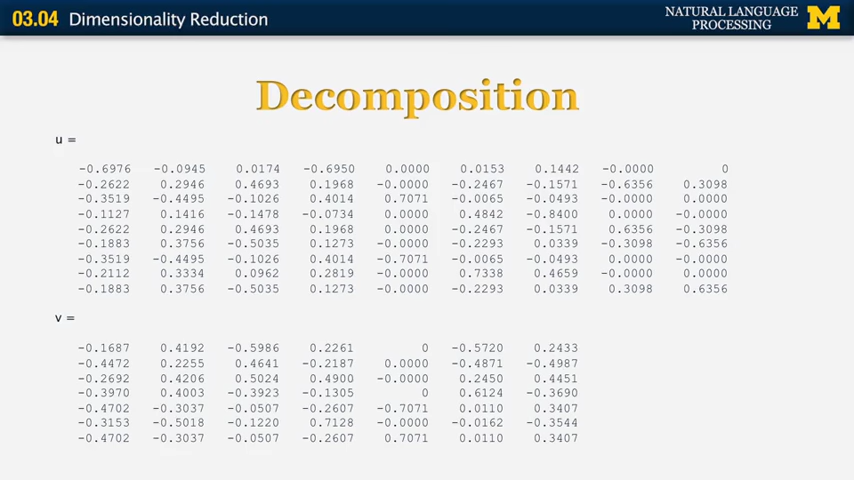 03.04 Dimensionality Reduction
NATURAL LANGUAGE
PROCESSING
M
Decomposition
u =
-0.6976 -0.0945 0.0174 -0.6950 0.0000 0.0153 0.1442 -0.0000 0
-0.2622 0.2946 0.4693 0.1968 -0.0000 -0.2467 -0.1571 -0.6356 0.3098
-0.3519 -0.4495 -0.1026 0.4014 0.7071 -0.0065 -0.0493 -0.0000 0.0000
-0.1127 0.1416 -0.1478 -0.0734 0.0000 0.4842 -0.8400 0.0000 -0.0000
-0.2622 0.2946 0.4693 0.1968 -0.0000 -0.2467 -0.1571 0.6356 -0.3098
-0.1883 0.3756 -0.5035 0.1273 -0.0000 -0.2293 0.0339 -0.3098 -0.6356
-0.3519 -0.4495 -0.1026 0.4014 -0.7071 -0.0065 -0.0493 0.0000 -0.0000
-0.2112 0.3334 0.0962 0.2819 -0.0000 0.7338 0.4659 -0.0000 0.0000
-0.1883 0.3756 -0.5035 0.1273 -0.0000 -0.2293 0.0339 0.3098 0.6356
v =
-0.1687 0.4192 -0.5986 0.2261 0 -0.5720 0.2433
-0.4472 0.2255 0.4641 -0.2187 0.0000 -0.4871 -0.4987
-0.2692 0.4206 0.5024 0.4900 -0.0000 0.2450 0.4451
-0.3970 0.4003 -0.3923 -0.1305 0 0.6124 -0.3690
-0.4702 -0.3037 -0.0507 -0.2607 -0.7071 0.0110 0.3407
-0.3153 -0.5018 -0.1220 0.7128 -0.0000 -0.0162 -0.3544
-0.4702 -0.3037 -0.0507 -0.2607 0.7071 0.0110 0.3407